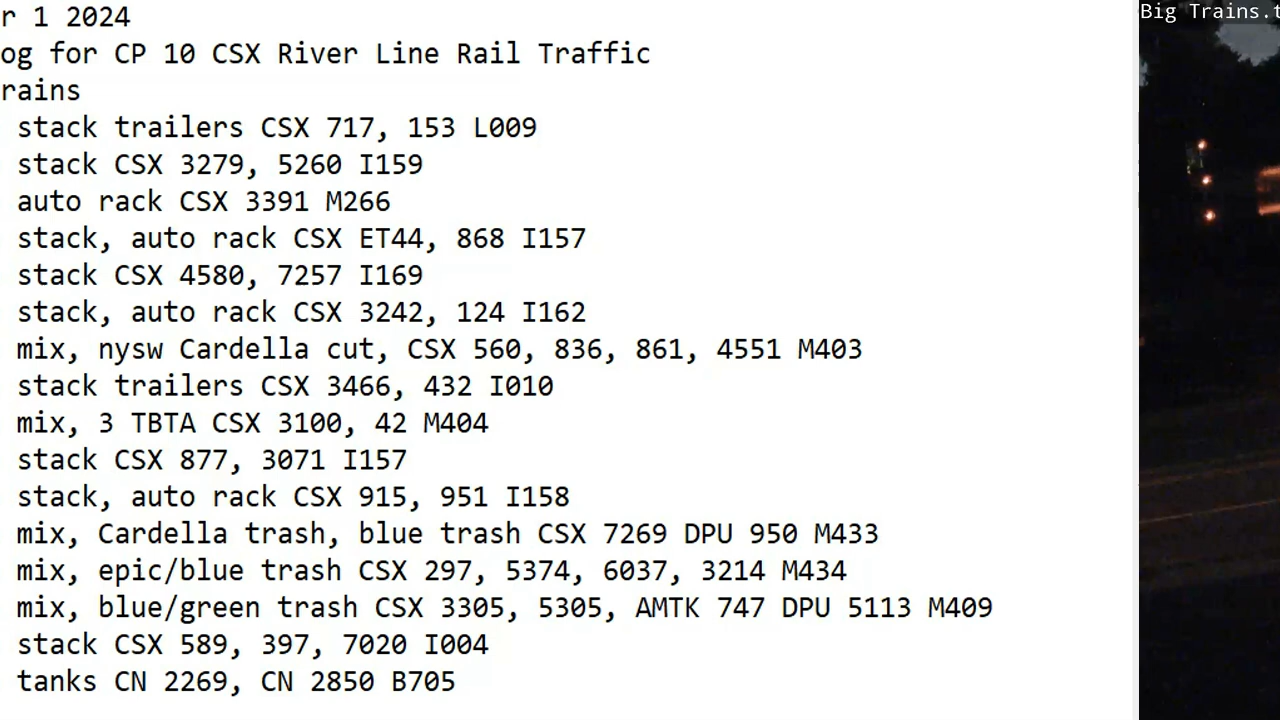 r 1 2024
og for CP 10 CSX River Line Rail Traffic
rains
stack trailers CSX 717, 153 L009
stack CSX 3279, 5260 I159
auto rack CSX 3391 M266
stack, auto rack CSX ET44, 868 I157
stack CSX 4580, 7257 I169
stack, auto rack CSX 3242, 124 I162
mix, nysw Cardella cut, CSX 560, 836, 861, 4551 M403
stack trailers CSX 3466, 432 I010
mix, 3 TBTA CSX 3100, 42 M404
stack CSX 877, 3071 I157
stack, auto rack CSX 915, 951 I158
mix, Cardella trash, blue trash CSX 7269 DPU 950 M433
mix, epic/blue trash CSX 297, 5374, 6037, 3214 M434
mix, blue/green trash CSX 3305, 5305, AMTK 747 DPU 5113 M409
stack CSX 589, 397, 7020 I004
tanks CN 2269, CN 2850 B705
Big Trains.t